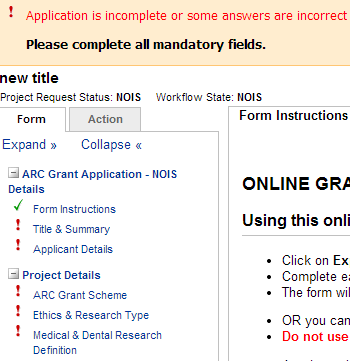 Application is incomplete or some answers are incorrect
Please complete all mandatory fields.
new title
Project Request Status: NOIS Workflow State: NOIS
Form Action
Expand » Collapse «
ARC Grant Application - NOIS
Details
Form Instructions
Title & Summary
Applicant Details
Project Details
ARC Grant Scheme
Ethics & Research Type
Medical & Dental Research
Definition
Form Instructions
ONLINE GRA
Using this onli
Click on Ex
Complete ea
The form wil
OR you can
Do not use